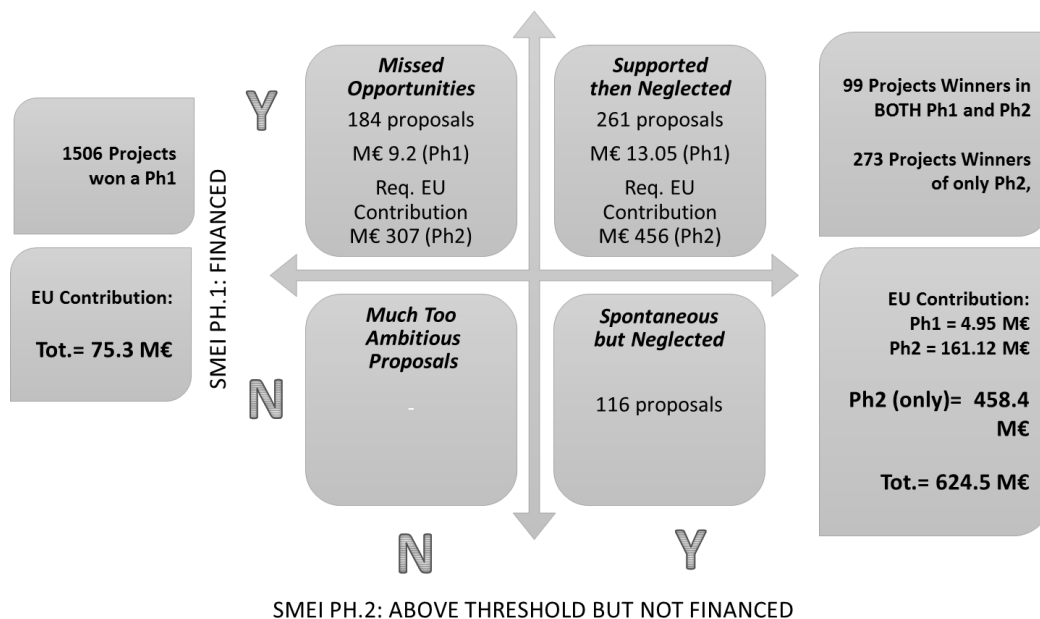 1506 Projects
won a Ph1
EU Contribution:
Tot.= 75.3 M€
SMEI PH.1: FINANCED
Y
N
Missed
Opportunities
184 proposals
M€ 9.2 (Ph1)
Req. EU
Contribution
M€ 307 (Ph2)
Supported
then Neglected
261 proposals
M€ 13.05 (Ph1)
Req. EU
Contribution
M€ 456 (Ph2)
Much Too
Ambitious
Proposals
-
Spontaneous
but Neglected
116 proposals
N
Y
SMEI PH.2: ABOVE THRESHOLD BUT NOT FINANCED
99 Projects Winners in
BOTH Ph1 and Ph2
273 Projects Winners
of only Ph2,
EU Contribution:
Ph1 = 4.95 M€
Ph2 = 161.12 M€
Ph2 (only)= 458.4
M€
Tot.= 624.5 M€